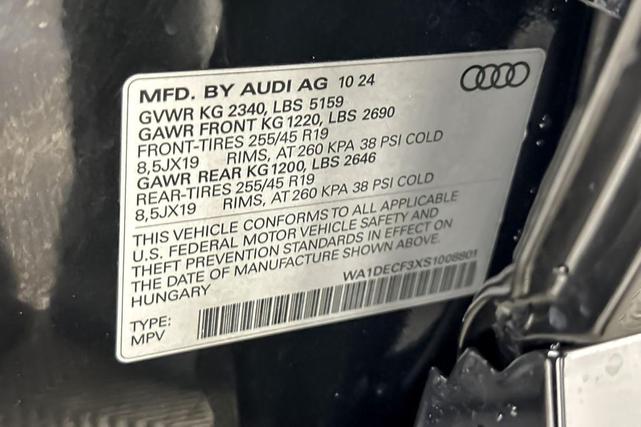 MFD. BY AUDI AG 10 24
GVWR KG 2340, LBS 5159
GAWR FRONT KG 1220, LBS 2690
FRONT-TIRES 255/45 R19
8,5JX19 RIMS, AT 260 KPA 38 PSI COLD
GAWR REAR KG 1200, LBS 2646
REAR-TIRES 255/45 R19
8,5JX19 RIMS, AT 260 KPA 38 PSI COLD
THIS VEHICLE CONFORMS TO ALL APPLICABLE
U.S. FEDERAL MOTOR VEHICLE SAFETY AND
THEFT PREVENTION STANDARDS IN EFFECT ON
THE DATE OF MANUFACTURE SHOWN ABOVE.
HUNGARY WA1DECF3XS1008801
TYPE:
MPV